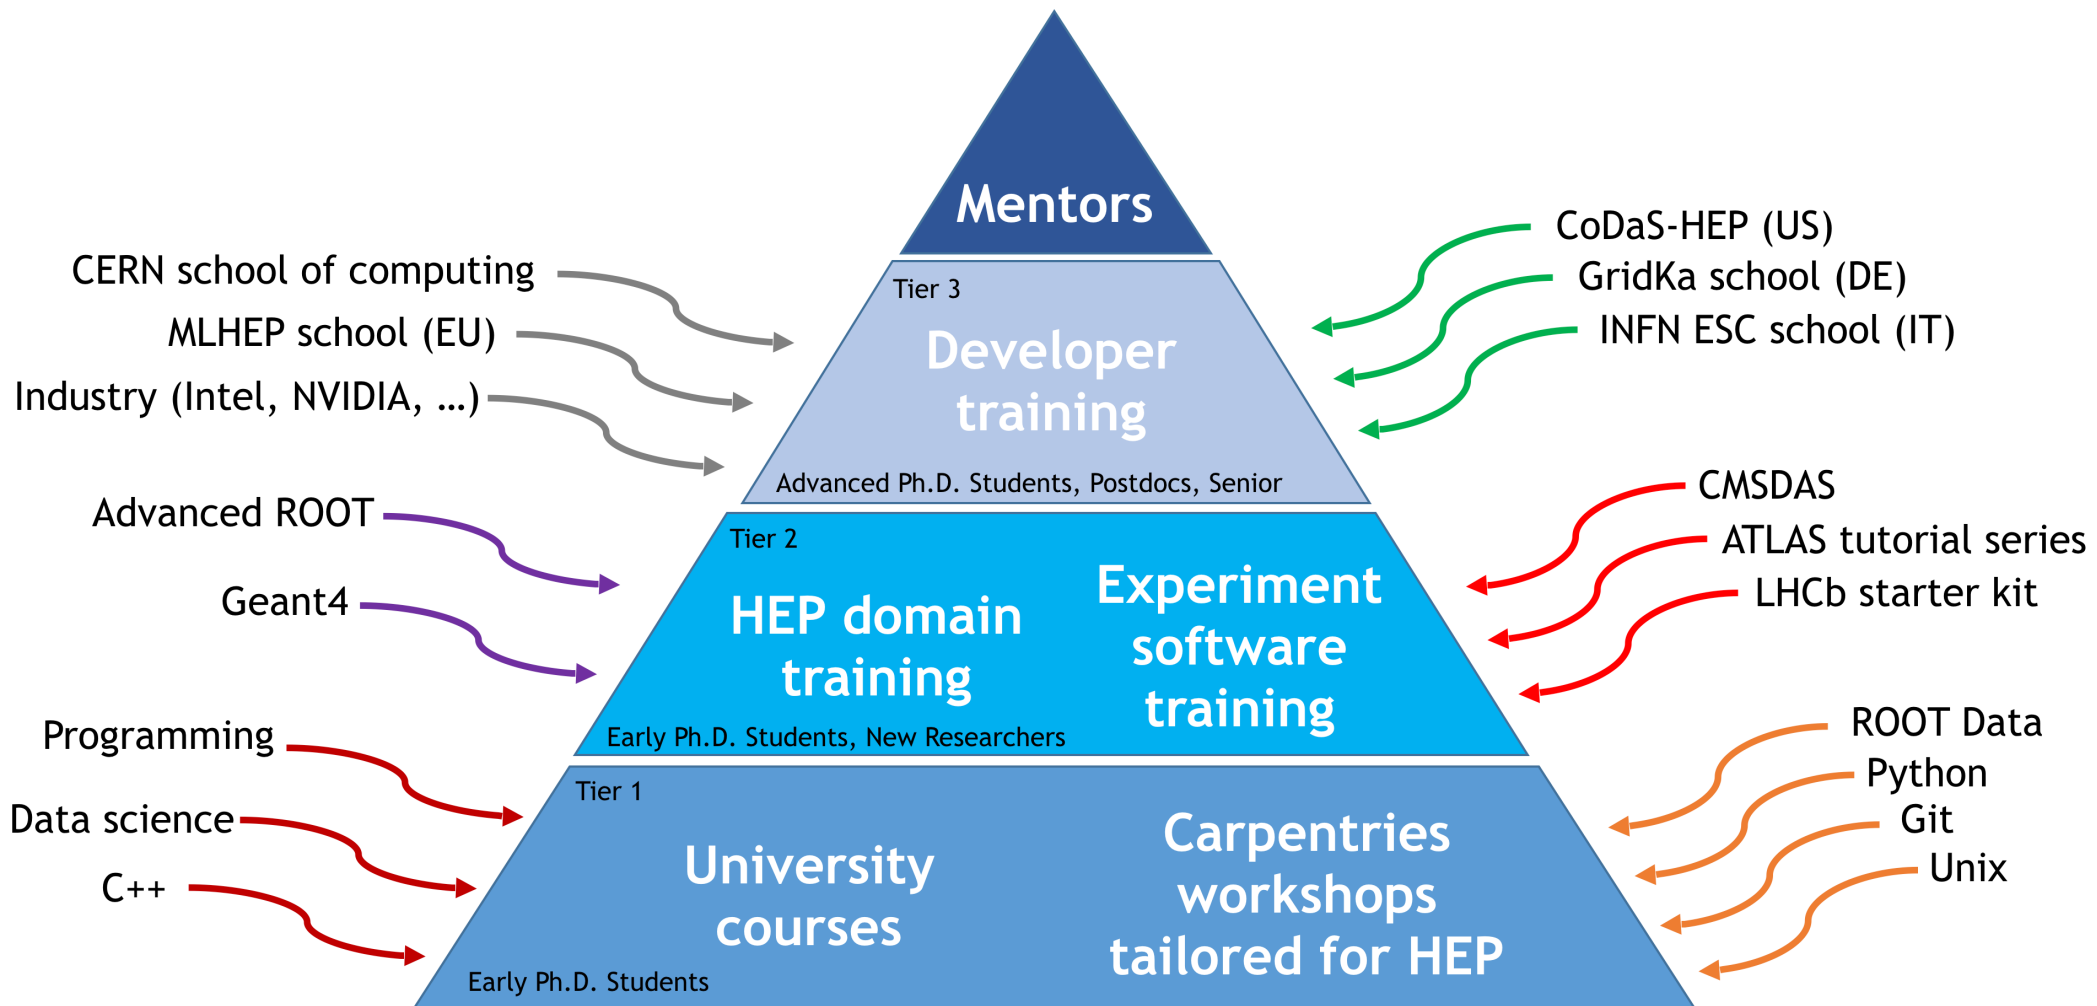 Mentors
CERN school of computing
MLHEP school (EU)
Industry (Intel, NVIDIA, ...)
CoDaS-HEP (US)
GridKa school (DE)
INFN ESC school (IT)
Tier 3
Developer
training
Advanced Ph.D. Students, Postdocs, Senior
Advanced ROOT
Geant4
CMSDAS
ATLAS tutorial series
LHCb starter kit
Tier 2
HEP domain
training
Experiment
software
training
Early Ph.D. Students, New Researchers
Programming
Data science
C++
ROOT Data
Python
Git
Unix
Tier 1
University
courses
Carpentries
workshops
tailored for HEP
Early Ph.D. Students